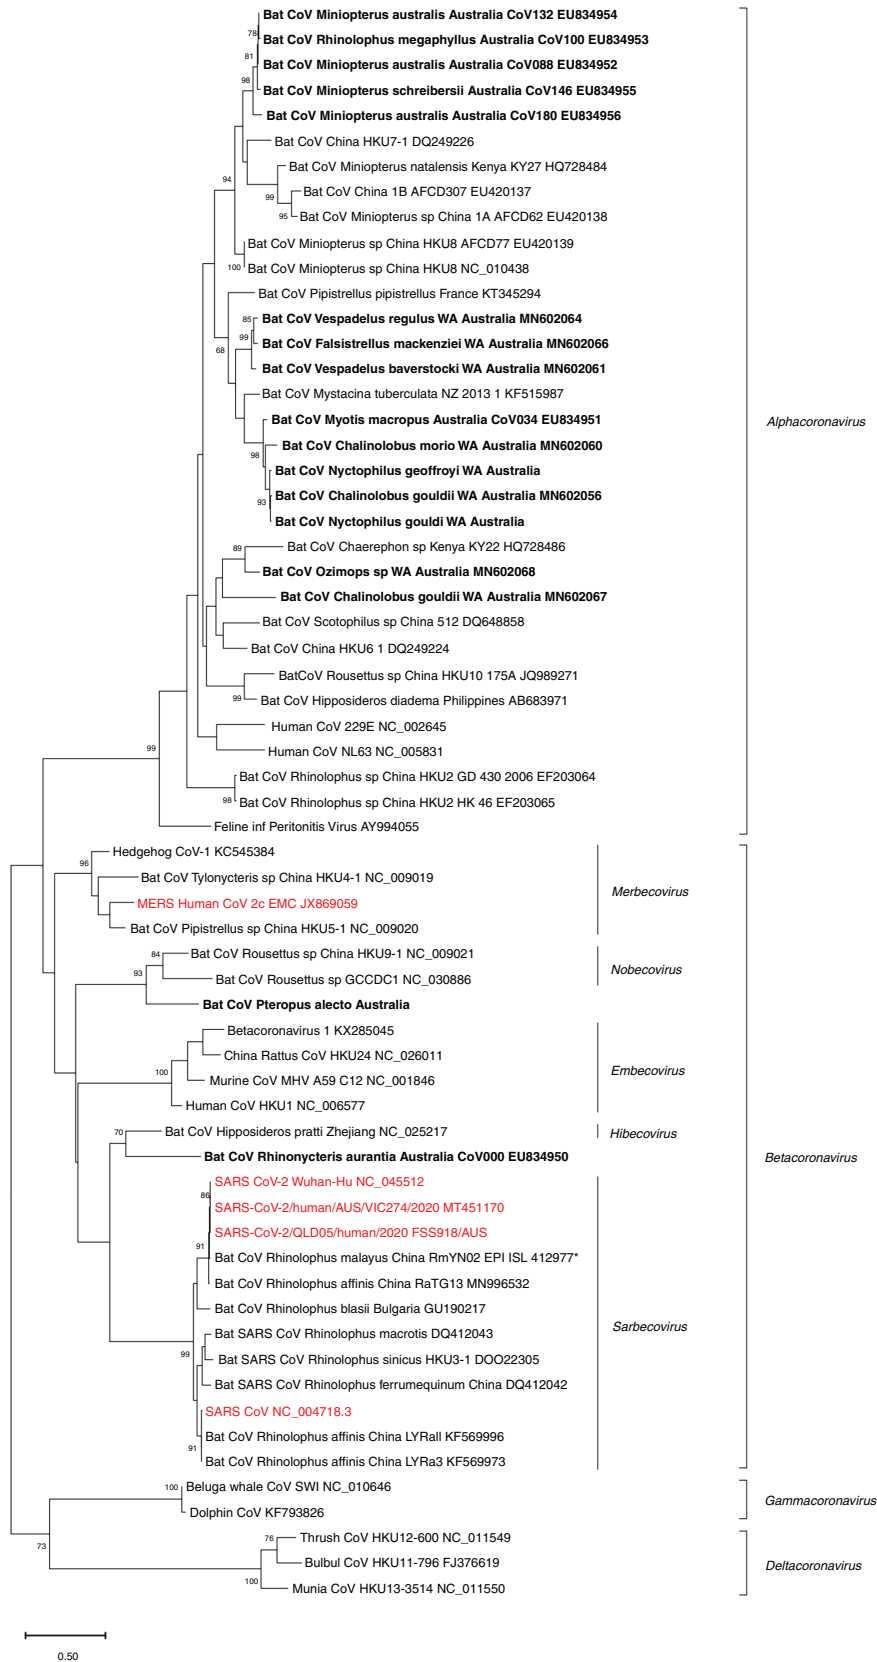 Bat CoV Miniopterus australis Australia CoV132 EU834954
78
Bat CoV Rhinolophus megaphyllus Australia CoV100 EU834953
81
Bat CoV Miniopterus australis Australia CoV088 EU834952
98
Bat CoV Miniopterus schreibersii Australia CoV146 EU834955
Bat CoV Miniopterus australis Australia CoV180 EU834956
Bat CoV China HKU7-1 DQ249226
Bat CoV Miniopterus natalensis Kenya KY27 HQ728484
94
Bat CoV China 1B AFCD307 EU420137
99
Bat CoV Miniopterus sp China 1A AFCD62 EU420138
95
Bat CoV Miniopterus sp China HKU8 AFCD77 EU420139
Bat CoV Miniopterus sp China HKU8 NC_010438
100
Bat CoV Pipistrellus pipistrellus France KT345294
Bat CoV Vespadelus regulus WA Australia MN602064
85
99
Bat CoV Falsistrellus mackenziei WA Australia MN602066
68
Bat CoV Vespadelus baverstocki WA Australia MN602061
Bat CoV Mystacina tuberculata NZ 2013 1 KF515987
Bat CoV Myotis macropus Australia CoV034 EU834951
Alphacoronavirus
Bat CoV Chalinolobus morio WA Australia MN602060
98
Bat CoV Nyctophilus geoffroyi WA Australia
Bat CoV Chalinolobus gouldii WA Australia MN602056
93
Bat CoV Nyctophilus gouldi WA Australia
Bat CoV Chaerephon sp Kenya KY22 HQ728486
89
Bat CoV Ozimops sp WA Australia MN602068
Bat CoV Chalinolobus gouldii WA Australia MN602067
Bat CoV Scotophilus sp China 512 DQ648858
Bat CoV China HKU6 1 DQ249224
BatCoV Rousettus sp China HKU10 175A JQ989271
99
Bat CoV Hipposideros diadema Philippines AB683971
Human CoV 229E NC_002645
99
Human CoV NL63 NC_005831
Bat CoV Rhinolophus sp China HKU2 GD 430 2006 EF203064
98
Bat CoV Rhinolophus sp China HKU2 HK 46 EF203065
Feline inf Peritonitis Virus AY994055
Hedgehog CoV-1 KC545384
96
Bat CoV Tylonycteris sp China HKU4-1 NC_009019
Merbecovirus
MERS Human CoV 2c EMC JX869059
Bat CoV Pipistrellus sp China HKU5-1 NC_009020
Bat CoV Rousettus sp China HKU9-1 NC_009021
84
93
Nobecovirus
Bat CoV Rousettus sp GCCDC1 NC_030886
Bat CoV Pteropus alecto Australia
Betacoronavirus 1 KX285045
China Rattus CoV HKU24 NC_026011
100
Embecovirus
Murine CoV MHV A59 C12 NC_001846
Human CoV HKU1 NC_006577
Bat CoV Hipposideros pratti Zhejiang NC_025217
70
Hibecovirus
Bat CoV Rhinonycteris aurantia Australia CoV000 EU834950
Betacoronavirus
SARS CoV-2 Wuhan-Hu NC_045512
86
SARS-CoV-2/human/AUS/VIC274/2020 MT451170
SARS-CoV-2/QLD05/human/2020 FSS918/AUS
91
Bat CoV Rhinolophus malayus China RmYN02 EPI ISL 412977*
Bat CoV Rhinolophus affinis China RaTG13 MN996532
Bat CoV Rhinolophus blasii Bulgaria GU190217
Sarbecovirus
Bat SARS CoV Rhinolophus macrotis DQ412043
99
Bat SARS CoV Rhinolophus sinicus HKU3-1 DOO22305
Bat SARS CoV Rhinolophus ferrumequinum China DQ412042
SARS CoV NC_004718.3
Bat CoV Rhinolophus affinis China LYRall KF569996
91
Bat CoV Rhinolophus affinis China LYRa3 KF569973
Beluga whale CoV SWI NC_010646
100
Gammacoronavirus
Dolphin CoV KF793826
Thrush CoV HKU12-600 NC_011549
76
73
Bulbul CoV HKU11-796 FJ376619
Deltacoronavirus
100
Munia CoV HKU13-3514 NC_011550
0.50